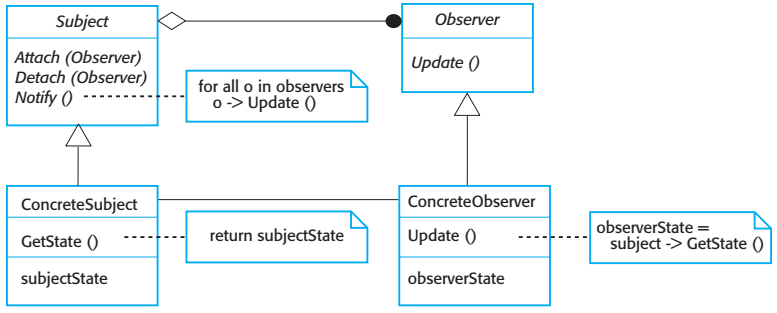 Subject
Attach (Observer)
Detach (Observer)
Notify ()
for all o in observers
o -> Update ()
Observer
Update ()
ConcreteSubject
GetState ()
subjectState
return subjectState
ConcreteObserver
Update ()
observerState
observerState =
subject -> GetState ()